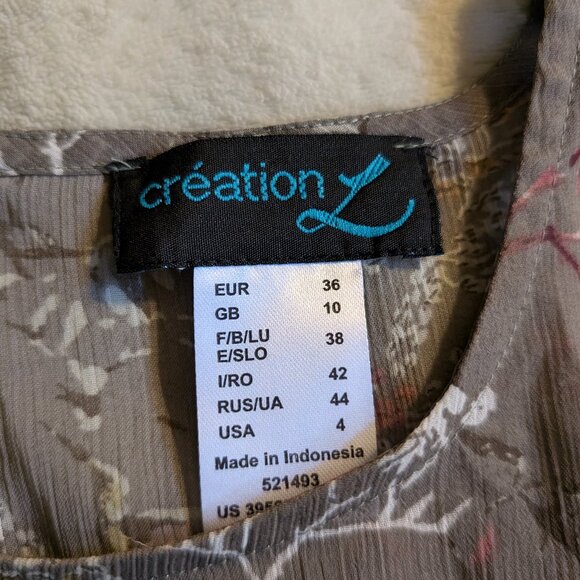 création L
EUR 36
GB 10
F/B/LU 38
E/SLO
I/RO 42
RUS/UA 44
USA 4
Made in Indonesia
521493
US